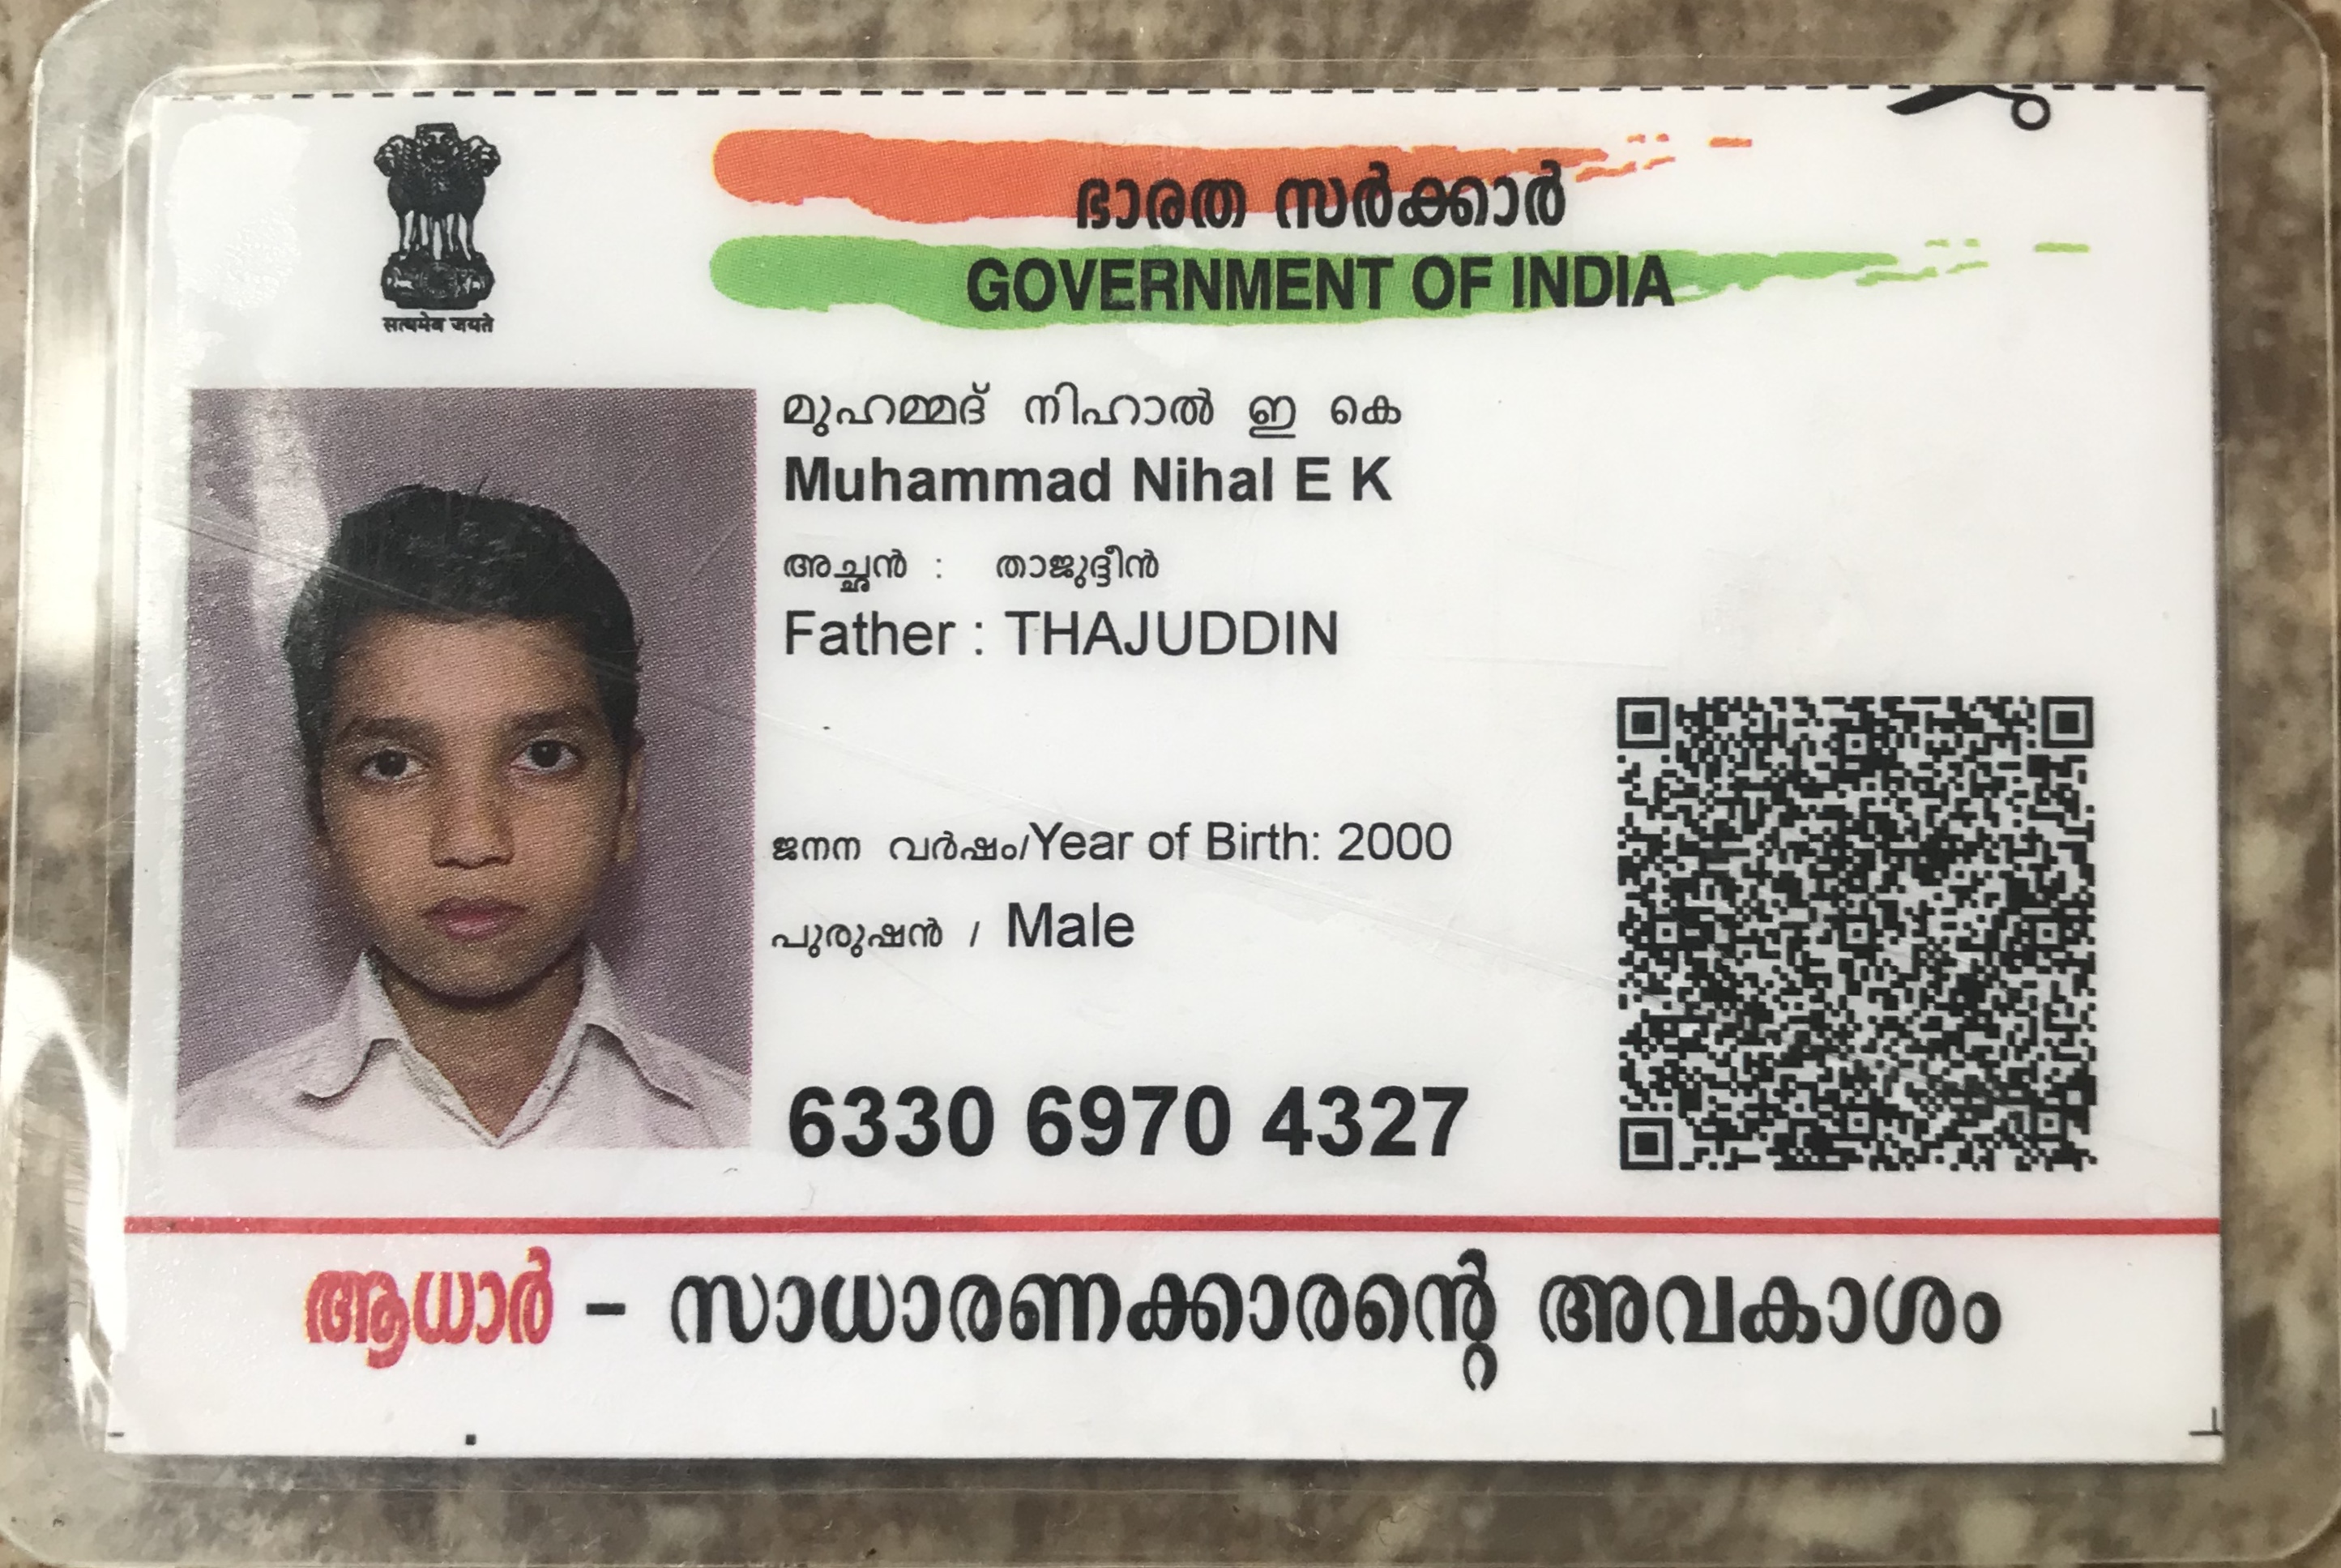 सत्यमेव जयते
ഭാരത സർക്കാർ
GOVERNMENT OF INDIA
മുഹമ്മദ് നിഹാൽ ഇ കെ
Muhammad Nihal E K
അച്ഛൻ : താജുദ്ദീൻ
Father : THAJUDDIN
ജനന വർഷം/Year of Birth: 2000
പുരുഷൻ / Male
6330 6970 4327
ആധാർ - സാധാരണക്കാരന്റെ അവകാശം